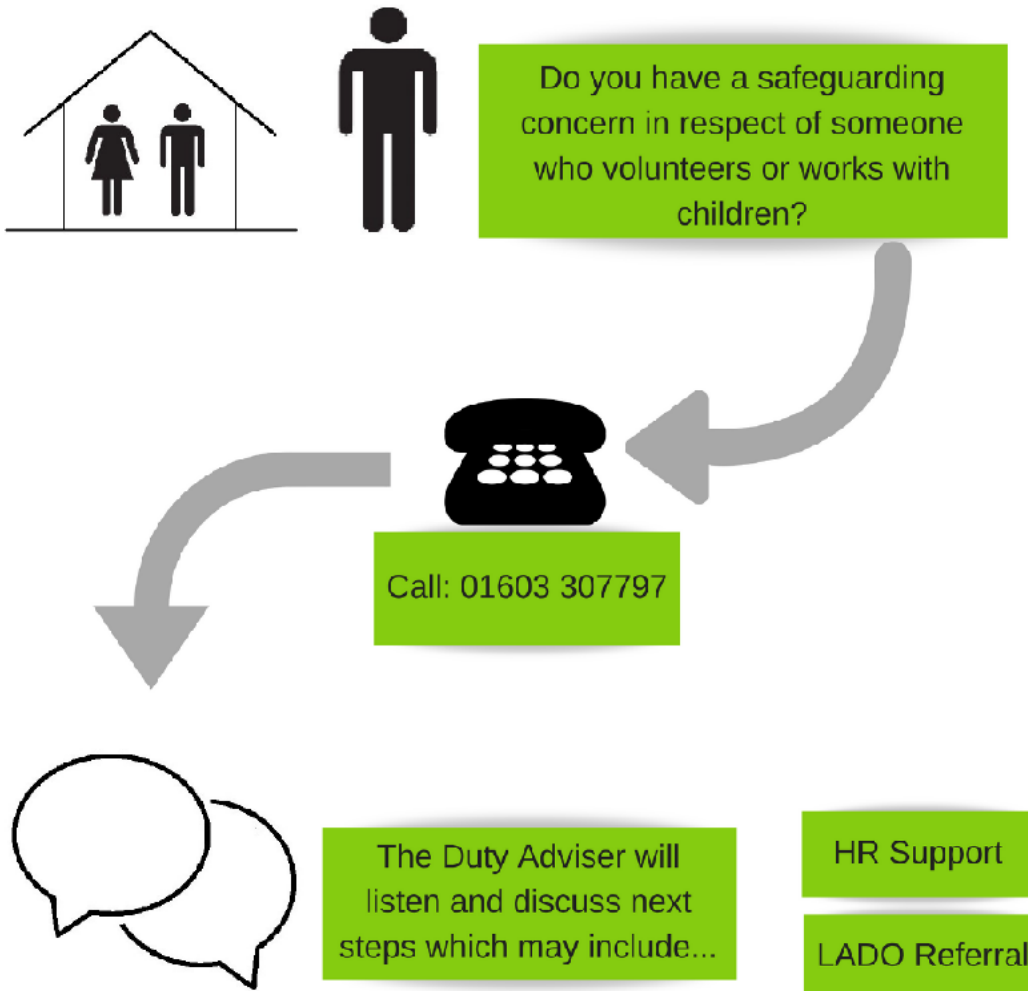 Do you have a safeguarding
concern in respect of someone
who volunteers or works with
children?
Call: 01603 307797
The Duty Adviser will
listen and discuss next
steps which may include...
HR Support
LADO Referral